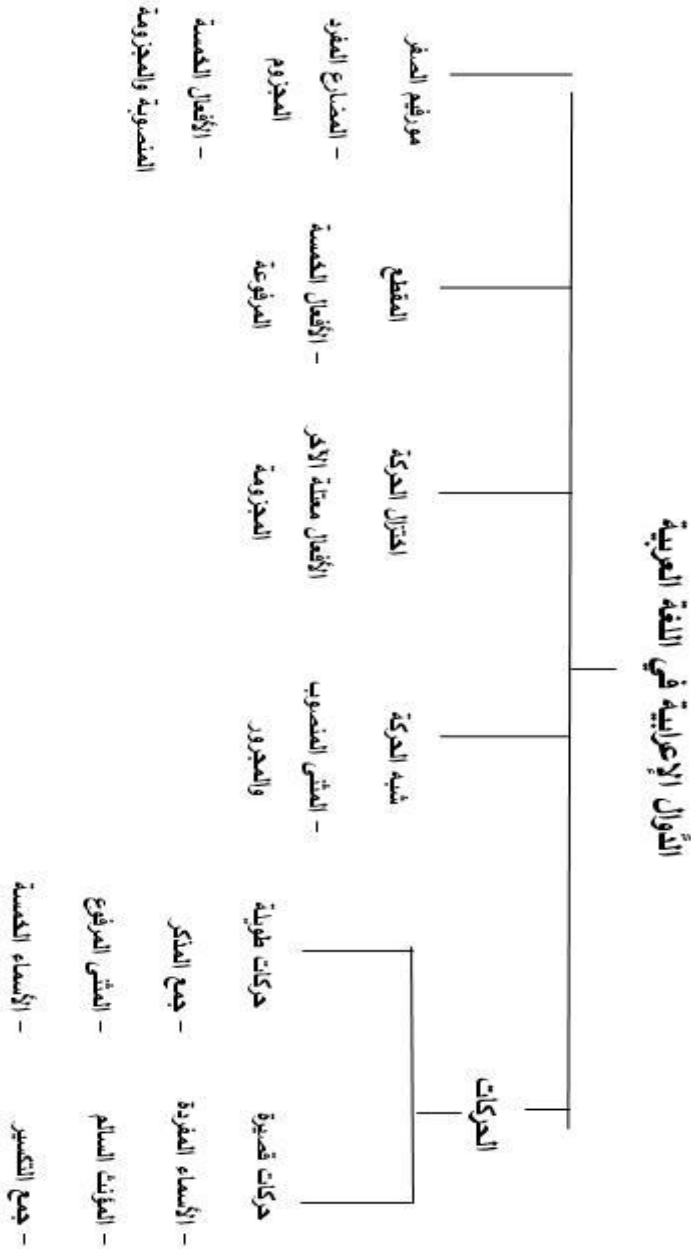 الدَّوال الإعرابية في اللغة العربية
الحركات
حركات قصيرة
- الأسماء المفردة
- المؤنث السالم
- جمع التكسير
حركات طويلة
- جمع المذكر
- المثنى المرفوع
- الأسماء الخمسة
شبه الحركة
- المثنى المنصوب
والمجرور
اختزال الحركة
الأفعال معتلة الآخر
المجزومة
المقطع
- الأفعال الخمسة
المرفوعة
مورفيم الصفر
- المضارع المفرد
المجزوم
- الأفعال الخمسة
المنصوبة والمجزومة